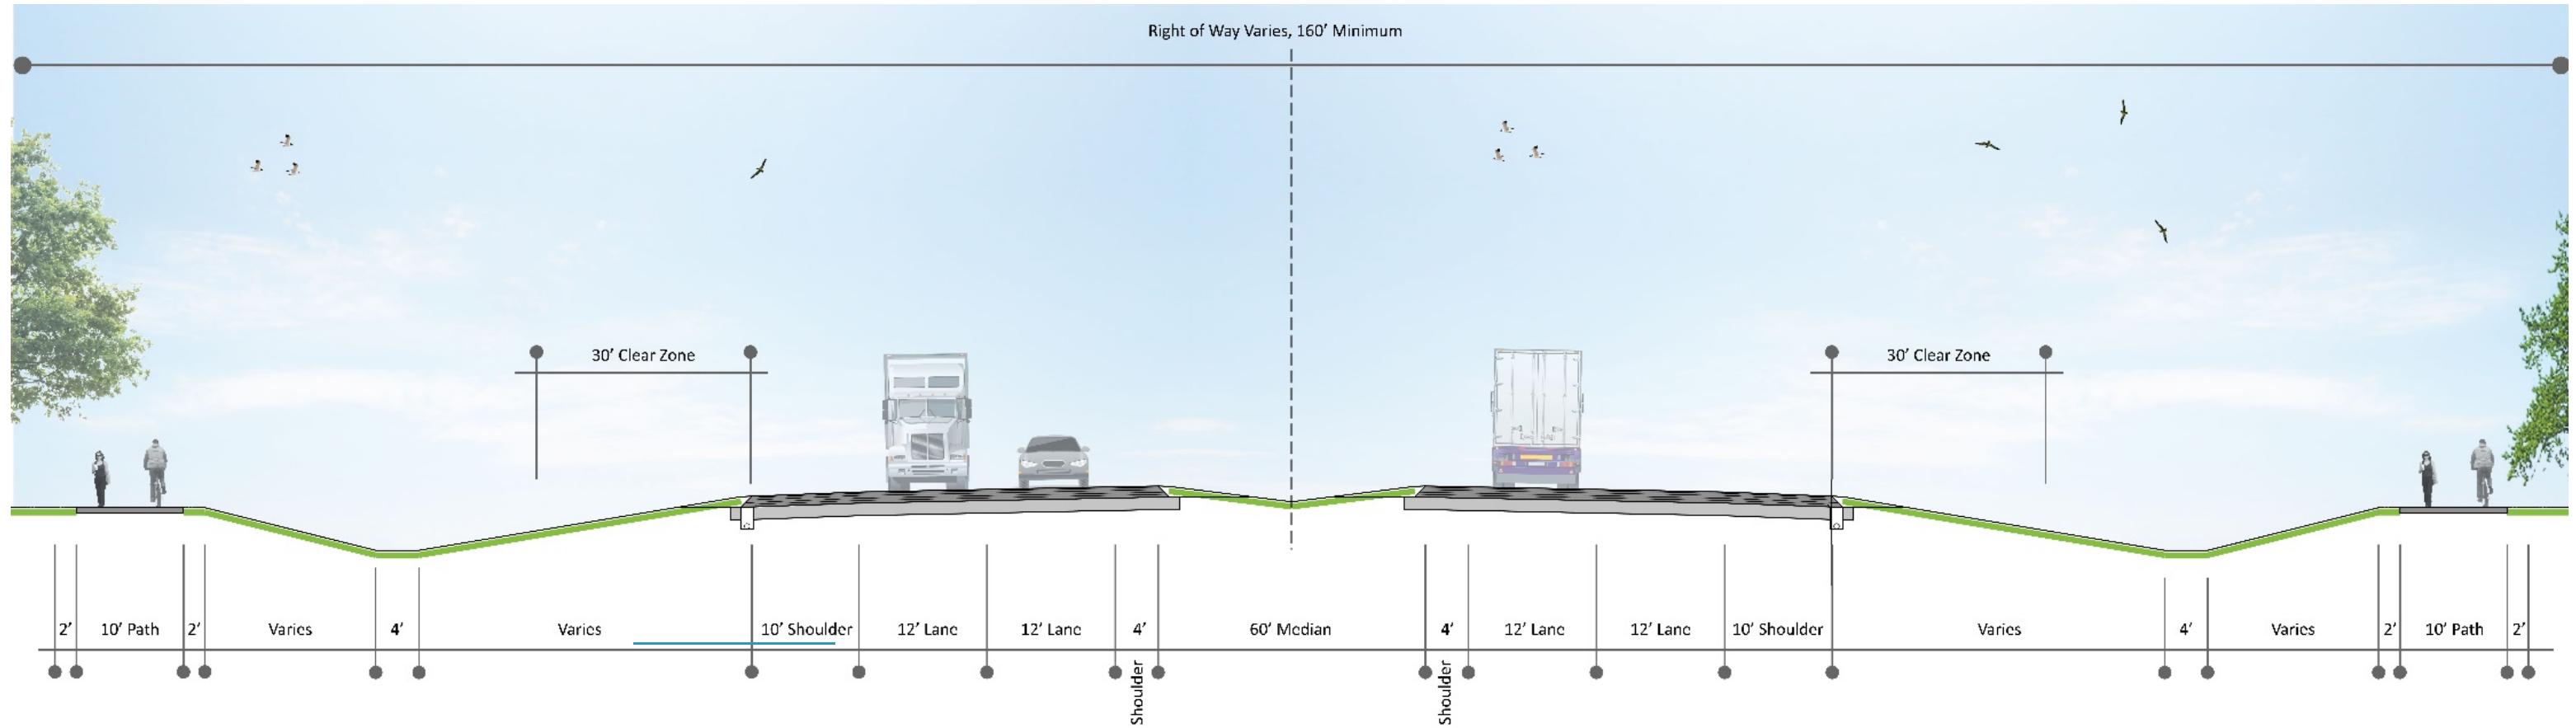 Right of Way Varies, 160’ Minimum
30’ Clear Zone
30’ Clear Zone
2’
10’ Path
2’
Varies
4’
Varies
10’ Shoulder
12’ Lane
12’ Lane
4’
Shoulder
60’ Median
4’
Shoulder
12’ Lane
12’ Lane
10’ Shoulder
Varies
4’
Varies
2’
10’ Path
2’